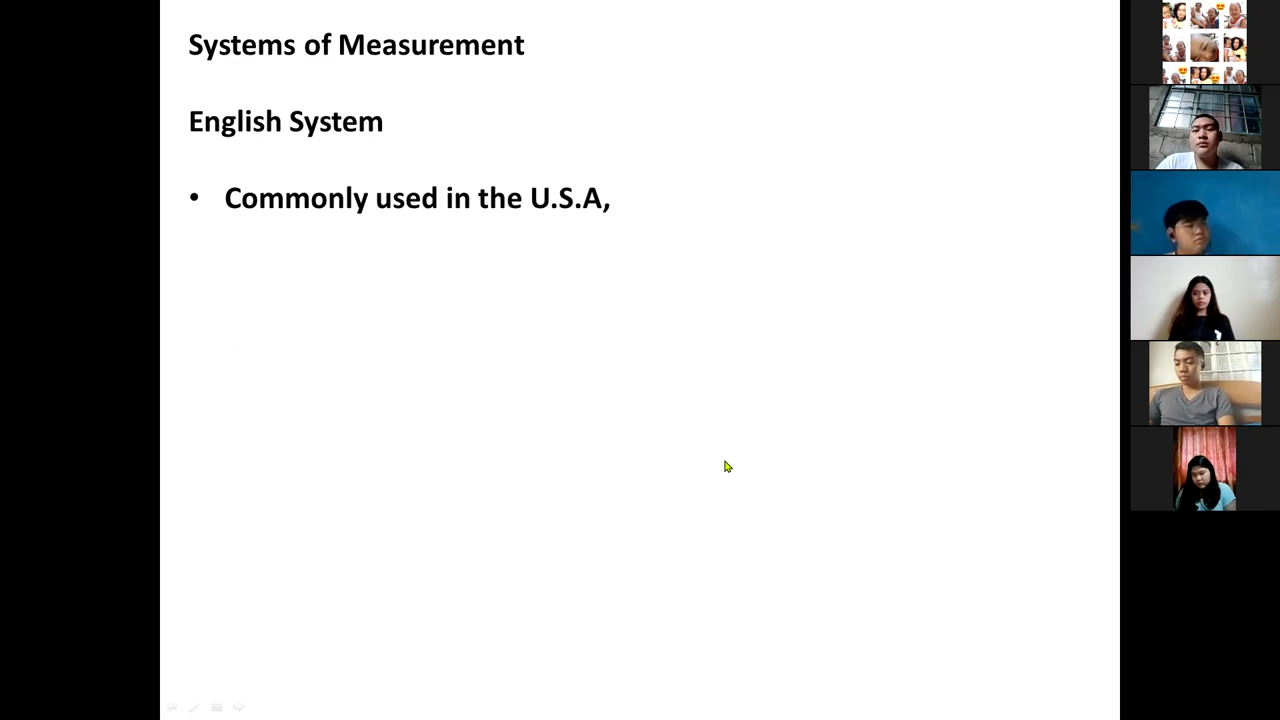 Systems of Measurement
English System
• Commonly used in the U.S.A,